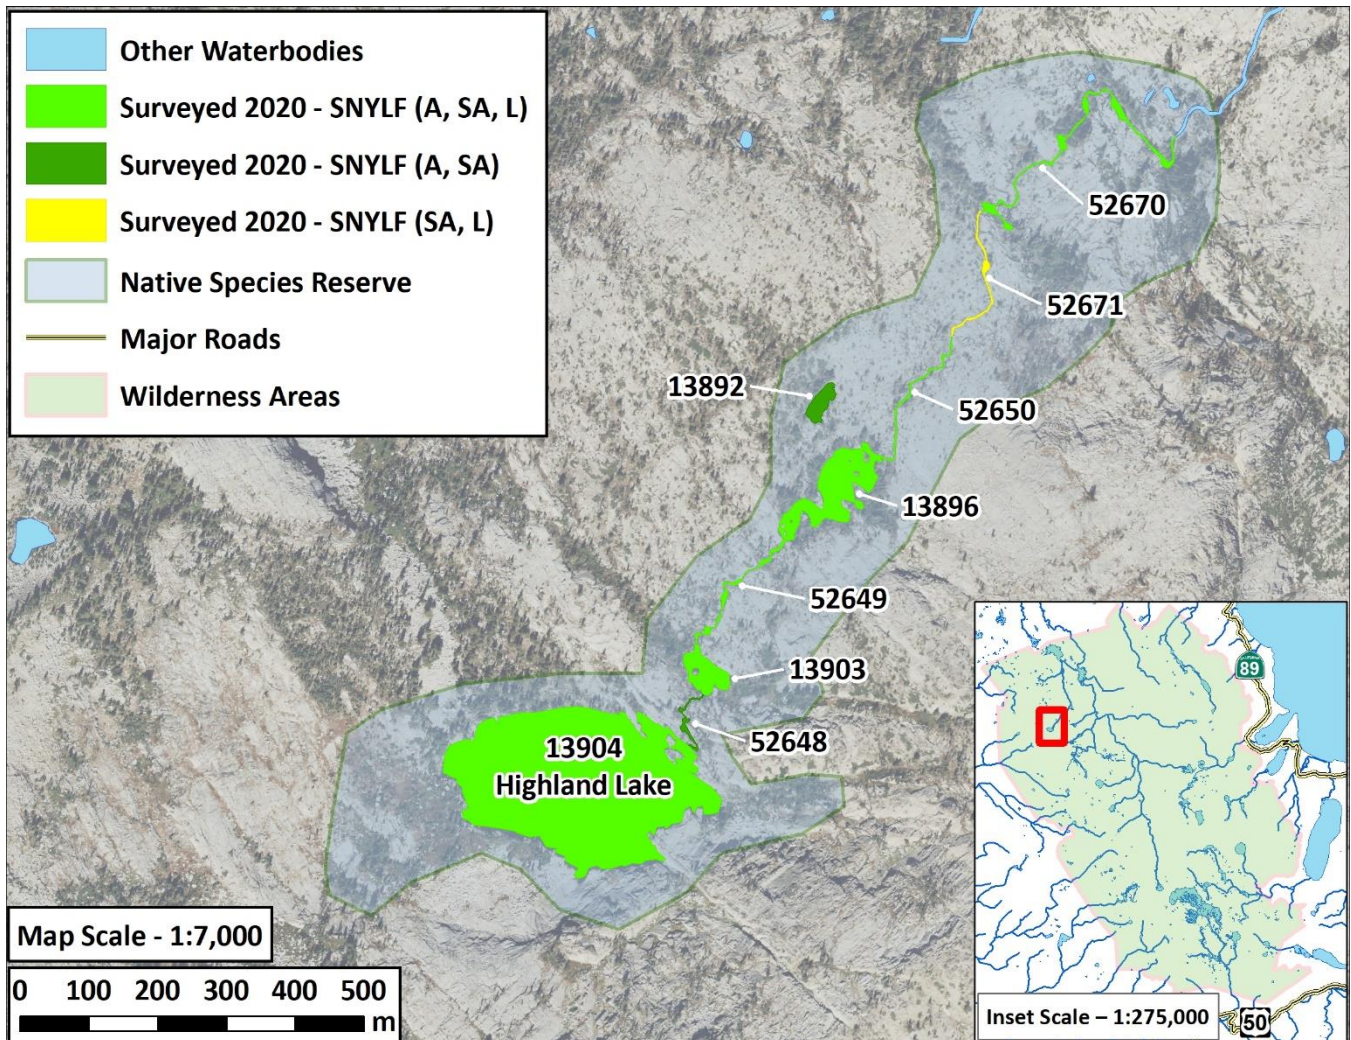 Other Waterbodies
Surveyed 2020 - SNYLF (A, SA, L)
Surveyed 2020 - SNYLF (A, SA)
Surveyed 2020 - SNYLF (SA, L)
Native Species Reserve
Major Roads
Wilderness Areas
52670
52671
13892
52650
13896
52649
13903
52648
13904
Highland Lake
Map Scale - 1:7,000
0 100 200 300 400 500
m
89
50
Inset Scale – 1:275,000